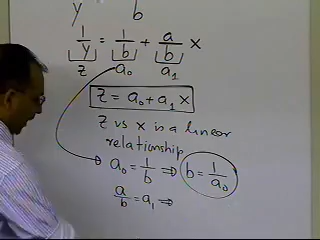 y b
1/y = 1/b + a/b x
z a₀ a₁
z = a₀ + a₁ x
z vs x is a linear
relationship
a₀ = 1/b ⇒ b = 1/a₀
a/b = a₁ ⇒